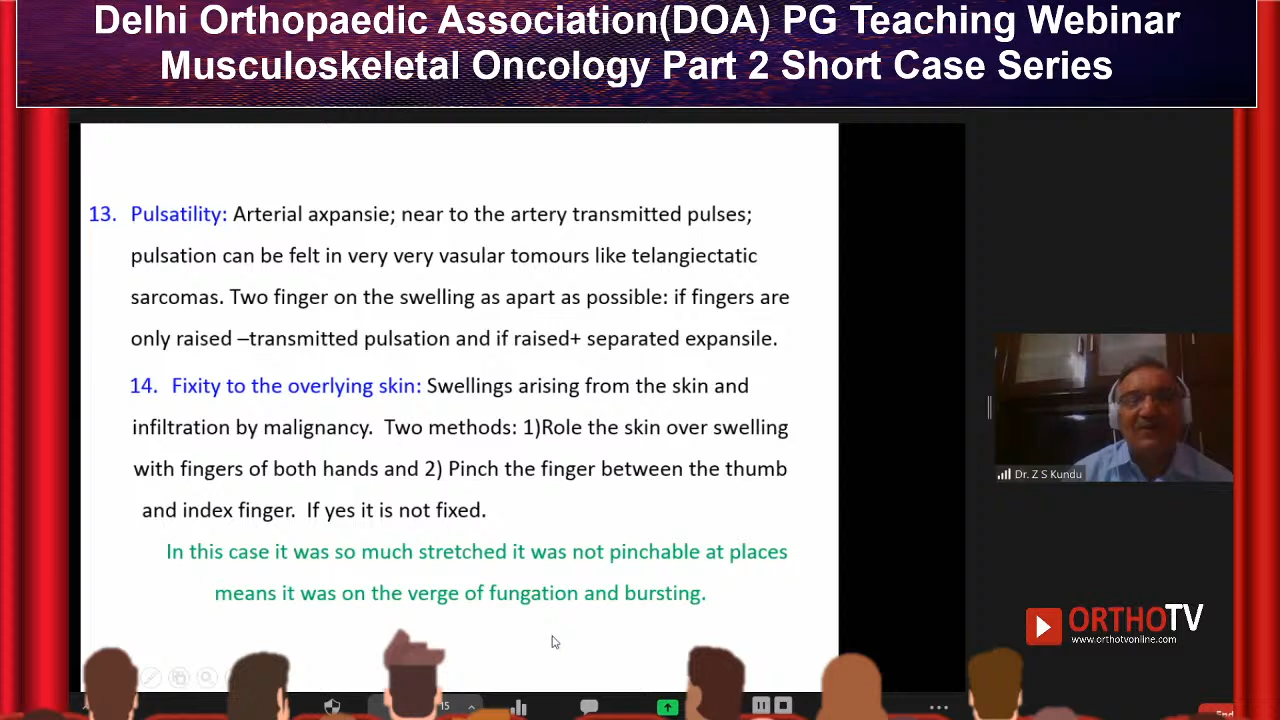 Delhi Orthopaedic Association(DOA) PG Teaching Webinar
Musculoskeletal Oncology Part 2 Short Case Series
13. Pulsatility: Arterial axpansie; near to the artery transmitted pulses;
pulsation can be felt in very very vasular tomours like telangiectatic
sarcomas. Two finger on the swelling as apart as possible: if fingers are
only raised –transmitted pulsation and if raised+ separated expansile.
14. Fixity to the overlying skin: Swellings arising from the skin and
infiltration by malignancy. Two methods: 1)Role the skin over swelling
with fingers of both hands and 2) Pinch the finger between the thumb
and index finger. If yes it is not fixed.
In this case it was so much stretched it was not pinchable at places
means it was on the verge of fungation and bursting.
Dr. Z S Kundu
ORTHOTV
www.orthotvonline.com
15